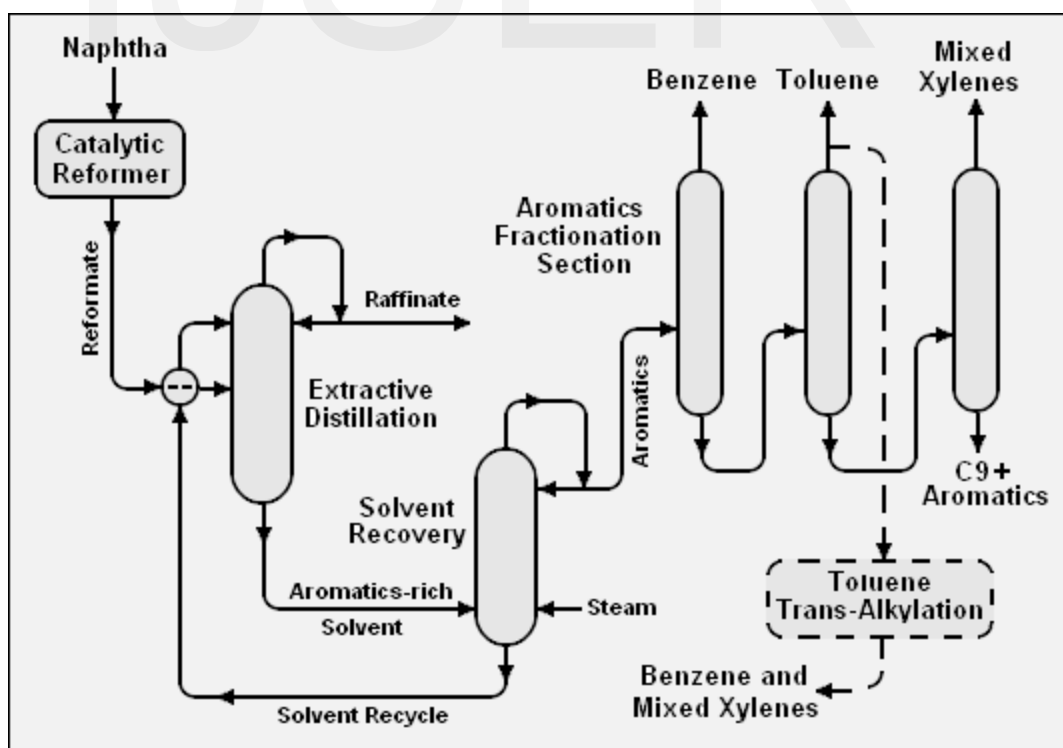 IJSER
Naphtha
Catalytic
Reformer
Reformate
Raffinate
Extractive
Distillation
Aromatics-rich
Solvent
Solvent Recycle
Solvent
Recovery
Steam
Aromatics
Aromatics
Fractionation
Section
Benzene
Toluene
Mixed
Xylenes
C9+
Aromatics
Toluene
Trans-Alkylation
Benzene and
Mixed Xylenes